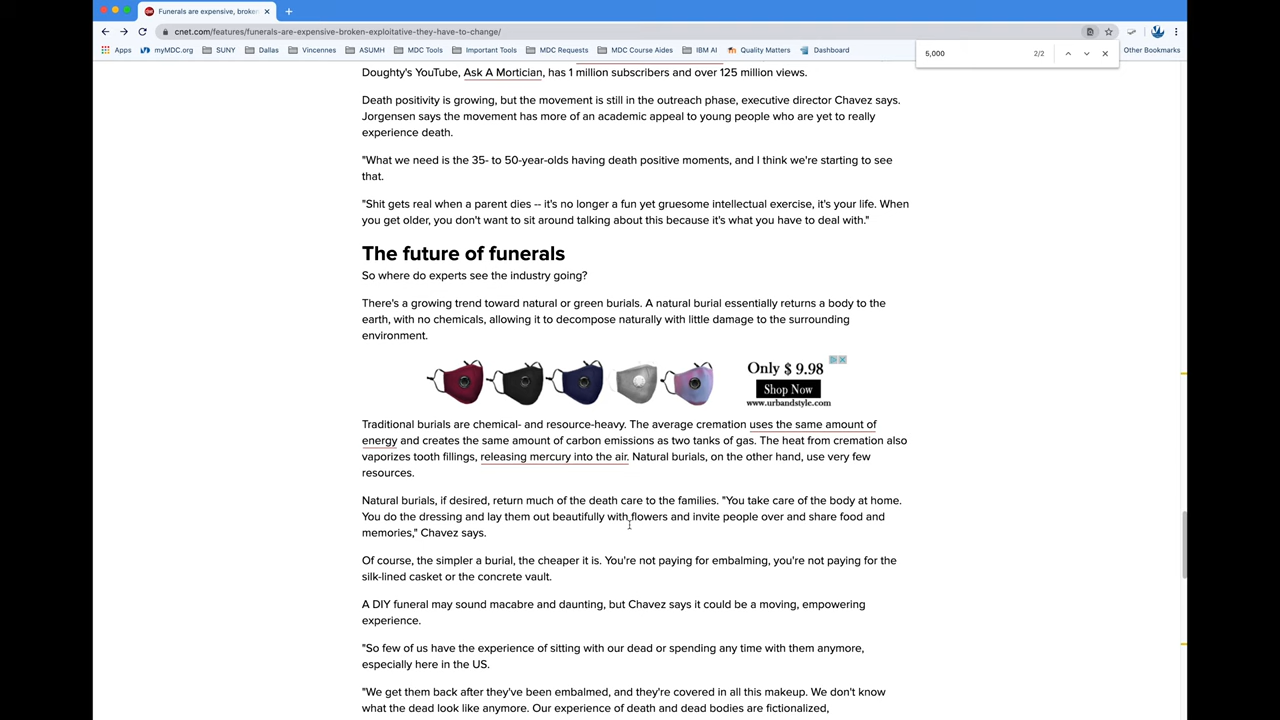 Funerals are expensive, broken
cnet.com/features/funerals-are-expensive-broken-exploitative-they-have-to-change/
Apps myMDC.org SUNY Dallas Vincennes ASUMH MDC Tools Important Tools MDC Requests MDC Course Aides IBM AI Quality Matters Dashboard Other Bookmarks
5,000 2/2
Doughty's YouTube, Ask A Mortician, has 1 million subscribers and over 125 million views.
Death positivity is growing, but the movement is still in the outreach phase, executive director Chavez says.
Jorgensen says the movement has more of an academic appeal to young people who are yet to really
experience death.
"What we need is the 35- to 50-year-olds having death positive moments, and I think we're starting to see
that.
"Shit gets real when a parent dies -- it's no longer a fun yet gruesome intellectual exercise, it's your life. When
you get older, you don't want to sit around talking about this because it's what you have to deal with."
The future of funerals
So where do experts see the industry going?
There's a growing trend toward natural or green burials. A natural burial essentially returns a body to the
earth, with no chemicals, allowing it to decompose naturally with little damage to the surrounding
environment.
Only $ 9.98
Shop Now
www.urbandstyle.com
Traditional burials are chemical- and resource-heavy. The average cremation uses the same amount of
energy and creates the same amount of carbon emissions as two tanks of gas. The heat from cremation also
vaporizes tooth fillings, releasing mercury into the air. Natural burials, on the other hand, use very few
resources.
Natural burials, if desired, return much of the death care to the families. "You take care of the body at home.
You do the dressing and lay them out beautifully with flowers and invite people over and share food and
memories," Chavez says.
Of course, the simpler a burial, the cheaper it is. You're not paying for embalming, you're not paying for the
silk-lined casket or the concrete vault.
A DIY funeral may sound macabre and daunting, but Chavez says it could be a moving, empowering
experience.
"So few of us have the experience of sitting with our dead or spending any time with them anymore,
especially here in the US.
"We get them back after they've been embalmed, and they're covered in all this makeup. We don't know
what the dead look like anymore. Our experience of death and dead bodies are fictionalized,